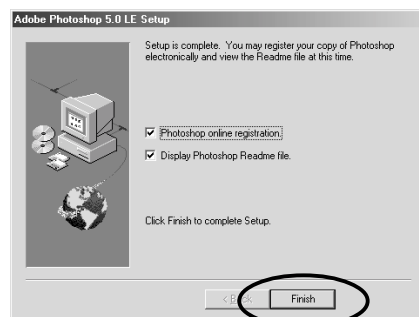 Adobe Photoshop 5.0 LE Setup
Setup is complete. You may register your copy of Photoshop
electronically and view the Readme file at this time.
Photoshop online registration.
Display Photoshop Readme file.
Click Finish to complete Setup.
Finish